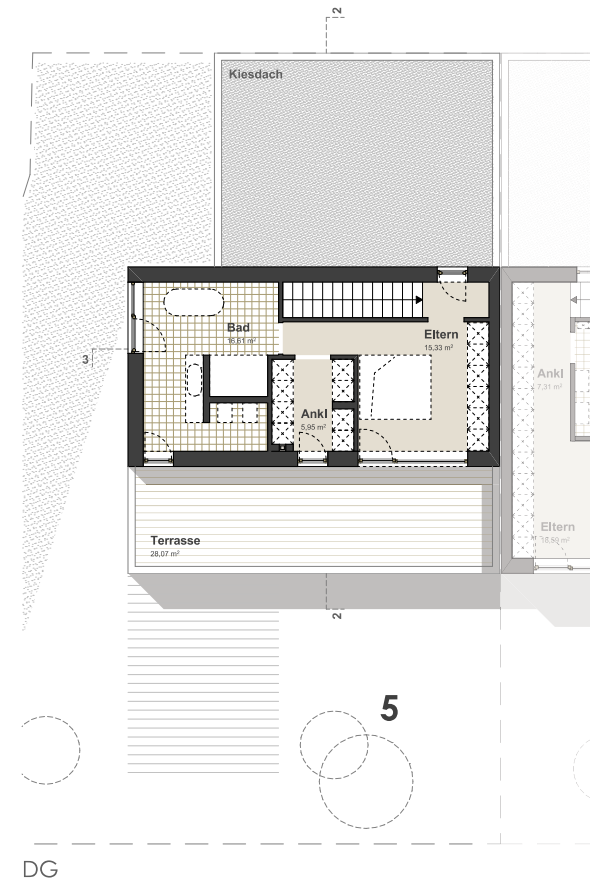 2
Kiesdach
Bad
16,61 m²
Eltern
15,33 m²
3
Ankl
7,31 m²
Ankl
5,95 m²
Eltern
Terrasse
28,07 m²
2
5
DG